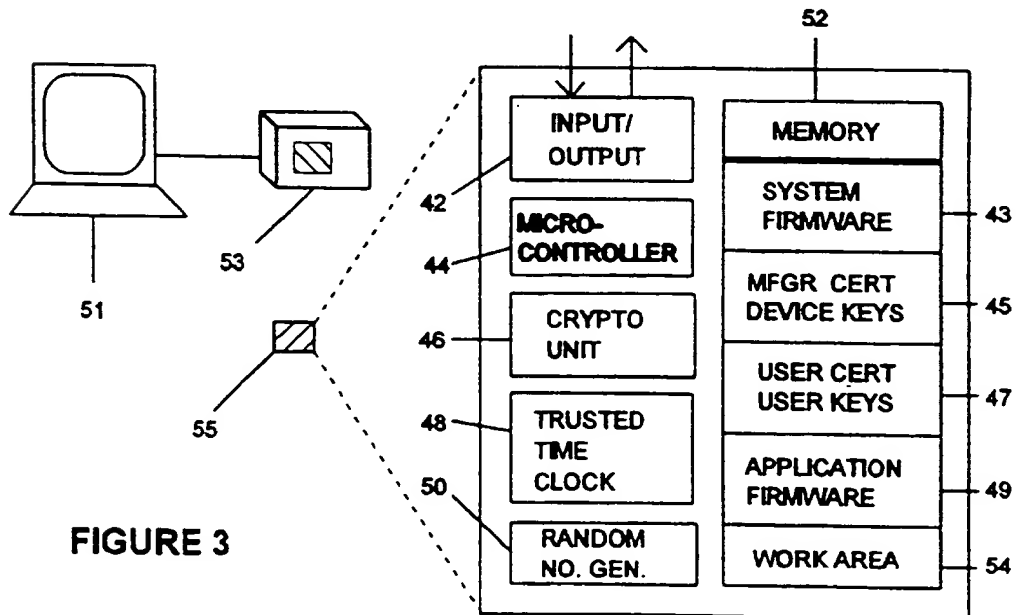 52
INPUT/
OUTPUT
MEMORY
42
SYSTEM
FIRMWARE
43
MICRO-
CONTROLLER
44
53
51
MFGR CERT
DEVICE KEYS
45
CRYPTO
UNIT
46
USER CERT
USER KEYS
47
55
TRUSTED
TIME
CLOCK
48
APPLICATION
FIRMWARE
49
50
RANDOM
NO. GEN.
WORK AREA
54
FIGURE 3